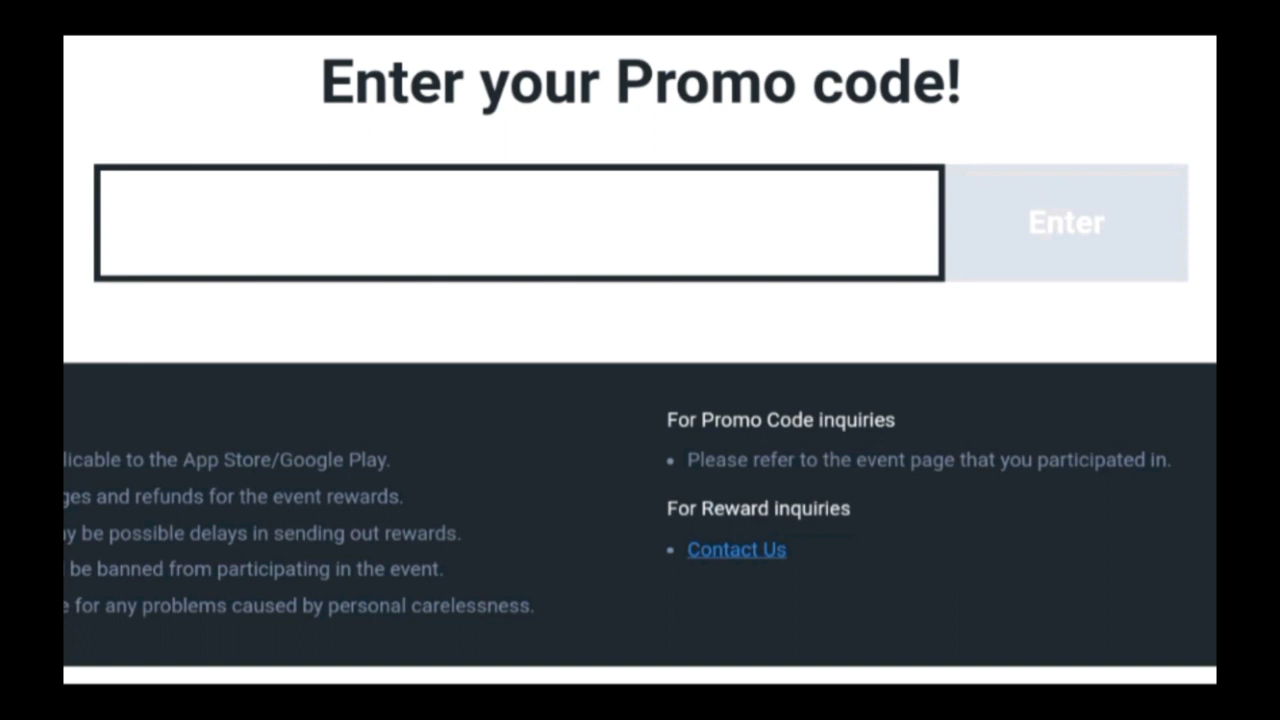 Enter your Promo code!
Enter
For Promo Code inquiries
Please refer to the event page that you participated in.
For Reward inquiries
Contact Us
to the App Store/Google Play.
and refunds for the event rewards.
be possible delays in sending out rewards.
be banned from participating in the event.
for any problems caused by personal carelessness.